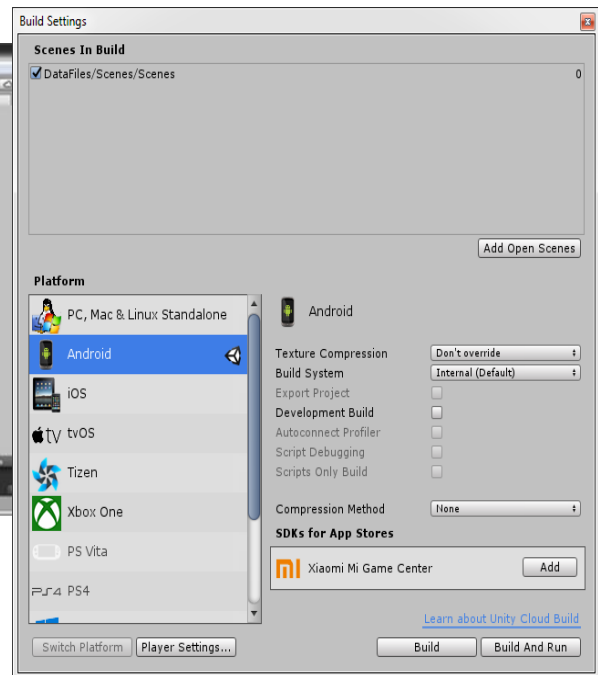 Build Settings
Scenes In Build
DataFiles/Scenes/Scenes 0
Add Open Scenes
Platform
PC, Mac & Linux Standalone
Android
iOS
tv tvOS
Tizen
Xbox One
PS Vita
PS4 PS4
Android
Texture Compression Don't override
Build System Internal (Default)
Export Project
Development Build
Autoconnect Profiler
Script Debugging
Scripts Only Build
Compression Method None
SDKs for App Stores
mi Xiaomi Mi Game Center Add
Learn about Unity Cloud Build
Switch Platform Player Settings... Build Build And Run